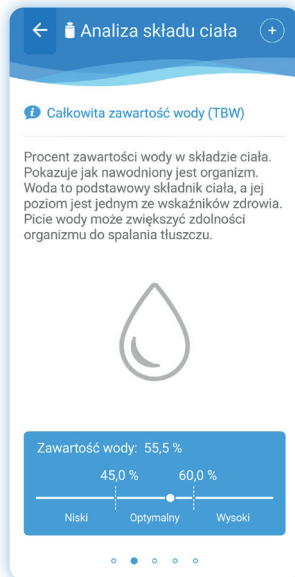 Analiza składu ciała
Całkowita zawartość wody (TBW)
Procent zawartości wody w składzie ciała.
Pokazuje jak nawodniony jest organizm.
Woda to podstawowy składnik ciała, a jej
poziom jest jednym ze wskaźników zdrowia.
Picie wody może zwiększyć zdolności
organizmu do spalania tłuszczu.
Zawartość wody: 55,5 %
45,0 % 60,0 %
Niski Optymalny Wysoki